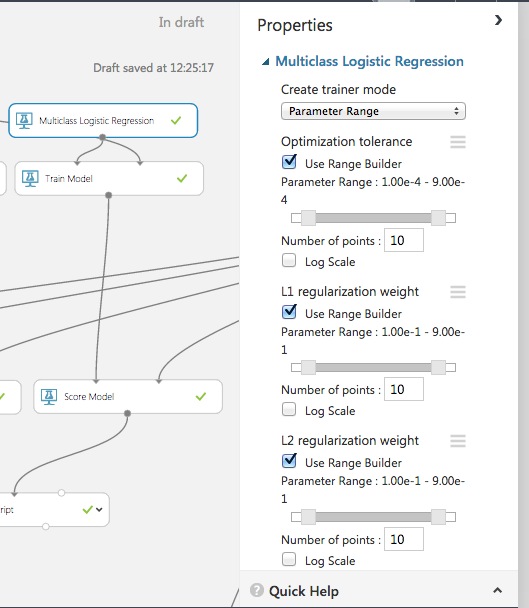 In draft
Draft saved at 12:25:17
Multiclass Logistic Regression
Train Model
Score Model
ript
Properties
Multiclass Logistic Regression
Create trainer mode
Parameter Range
Optimization tolerance
Use Range Builder
Parameter Range : 1.00e-4 - 9.00e-
4
Number of points : 10
Log Scale
L1 regularization weight
Use Range Builder
Parameter Range : 1.00e-1 - 9.00e-
1
Number of points : 10
Log Scale
L2 regularization weight
Use Range Builder
Parameter Range : 1.00e-1 - 9.00e-
1
Number of points : 10
Log Scale
? Quick Help